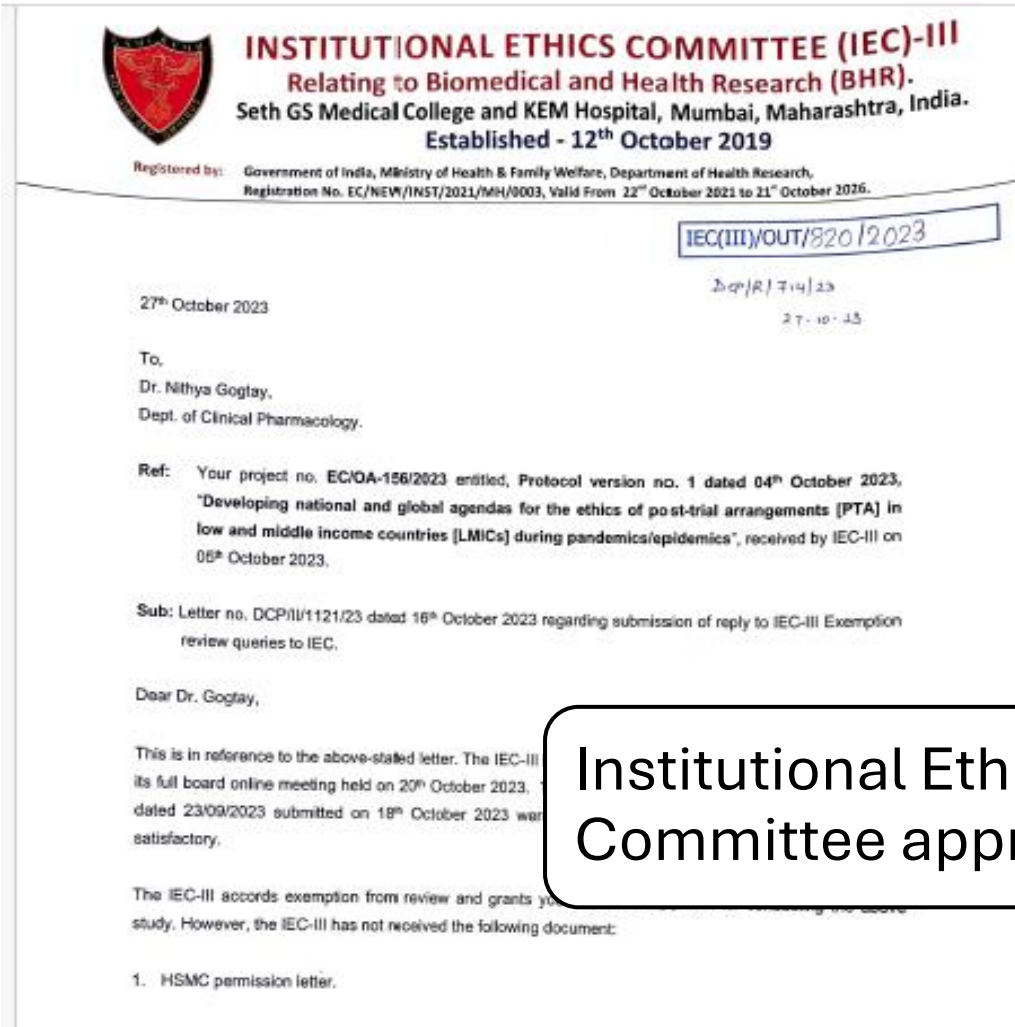 INSTITUTIONAL ETHICS COMMITTEE (IEC)-III
Relating to Biomedical and Health Research (BHR).
Seth GS Medical College and KEM Hospital, Mumbai, Maharashtra, India.
Established - 12th October 2019
Registered by: Government of India, Ministry of Health & Family Welfare, Department of Health Research,
Registration No. EC/NEW/INST/2021/MH/0003, Valid From 22nd October 2021 to 21st October 2026.
IEC(III)/OUT/820/2023
DCP/R/714/23
27-10-23
27th October 2023
To,
Dr. Nithya Gogtay,
Dept. of Clinical Pharmacology.
Ref: Your project no. EC/OA-156/2023 entitled, Protocol version no. 1 dated 04th October 2023,
"Developing national and global agendas for the ethics of post-trial arrangements [PTA] in
low and middle income countries [LMICs] during pandemics/epidemics", received by IEC-III on
05th October 2023.
Sub: Letter no. DCP/II/1121/23 dated 16th October 2023 regarding submission of reply to IEC-III Exemption
review queries to IEC.
Dear Dr. Gogtay,
This is in reference to the above-stated letter. The IEC-III
its full board online meeting held on 20th October 2023.
dated 23/09/2023 submitted on 18th October 2023 were
satisfactory.
Institutional Eth
Committee appr
The IEC-III accords exemption from review and grants
study. However, the IEC-III has not received the following document:
1. HSMC permission letter.